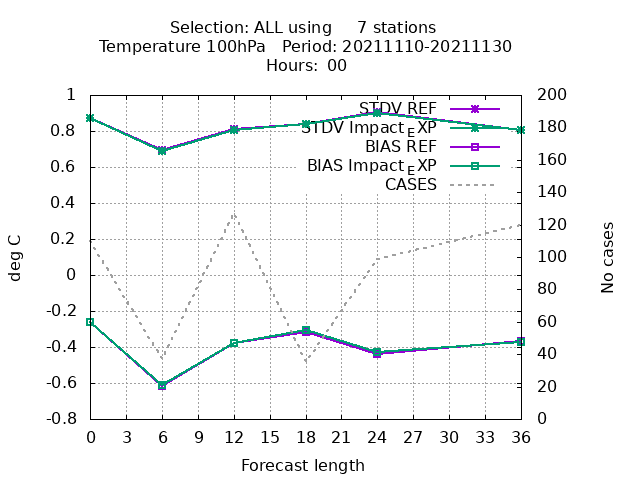 Selection: ALL using     7 stations
Temperature 100hPa   Period: 20211110-20211130
Hours:  00
1
0.8
0.6
0.4
0.2
0
-0.2
-0.4
-0.6
-0.8
deg C
200
180
160
140
120
100
80
60
40
20
0
No cases
STDV REF
STDV Impact_EXP
BIAS REF
BIAS Impact_EXP
CASES
0 3 6 9 12 15 18 21 24 27 30 33 36
Forecast length